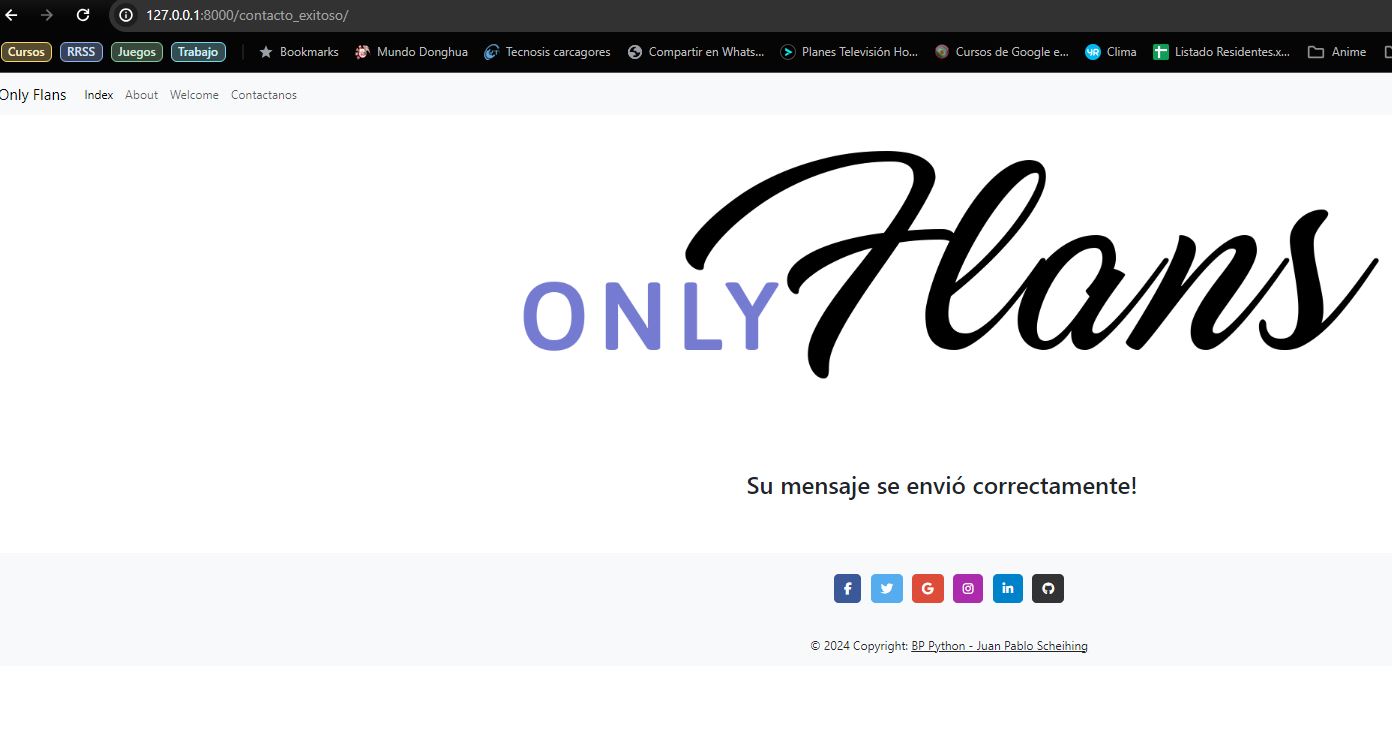 127.0.0.1:8000/contacto_exitoso/
Cursos RRSS Juegos Trabajo Bookmarks Mundo Donghua Tecnosis carcagores Compartir en Whats... Planes Televisión Ho... Cursos de Google e... Clima Listado Residentes.x... Anime
Only Flans Index About Welcome Contactanos
ONLY Flans
Su mensaje se envió correctamente!
© 2024 Copyright: BP Python - Juan Pablo Scheihing